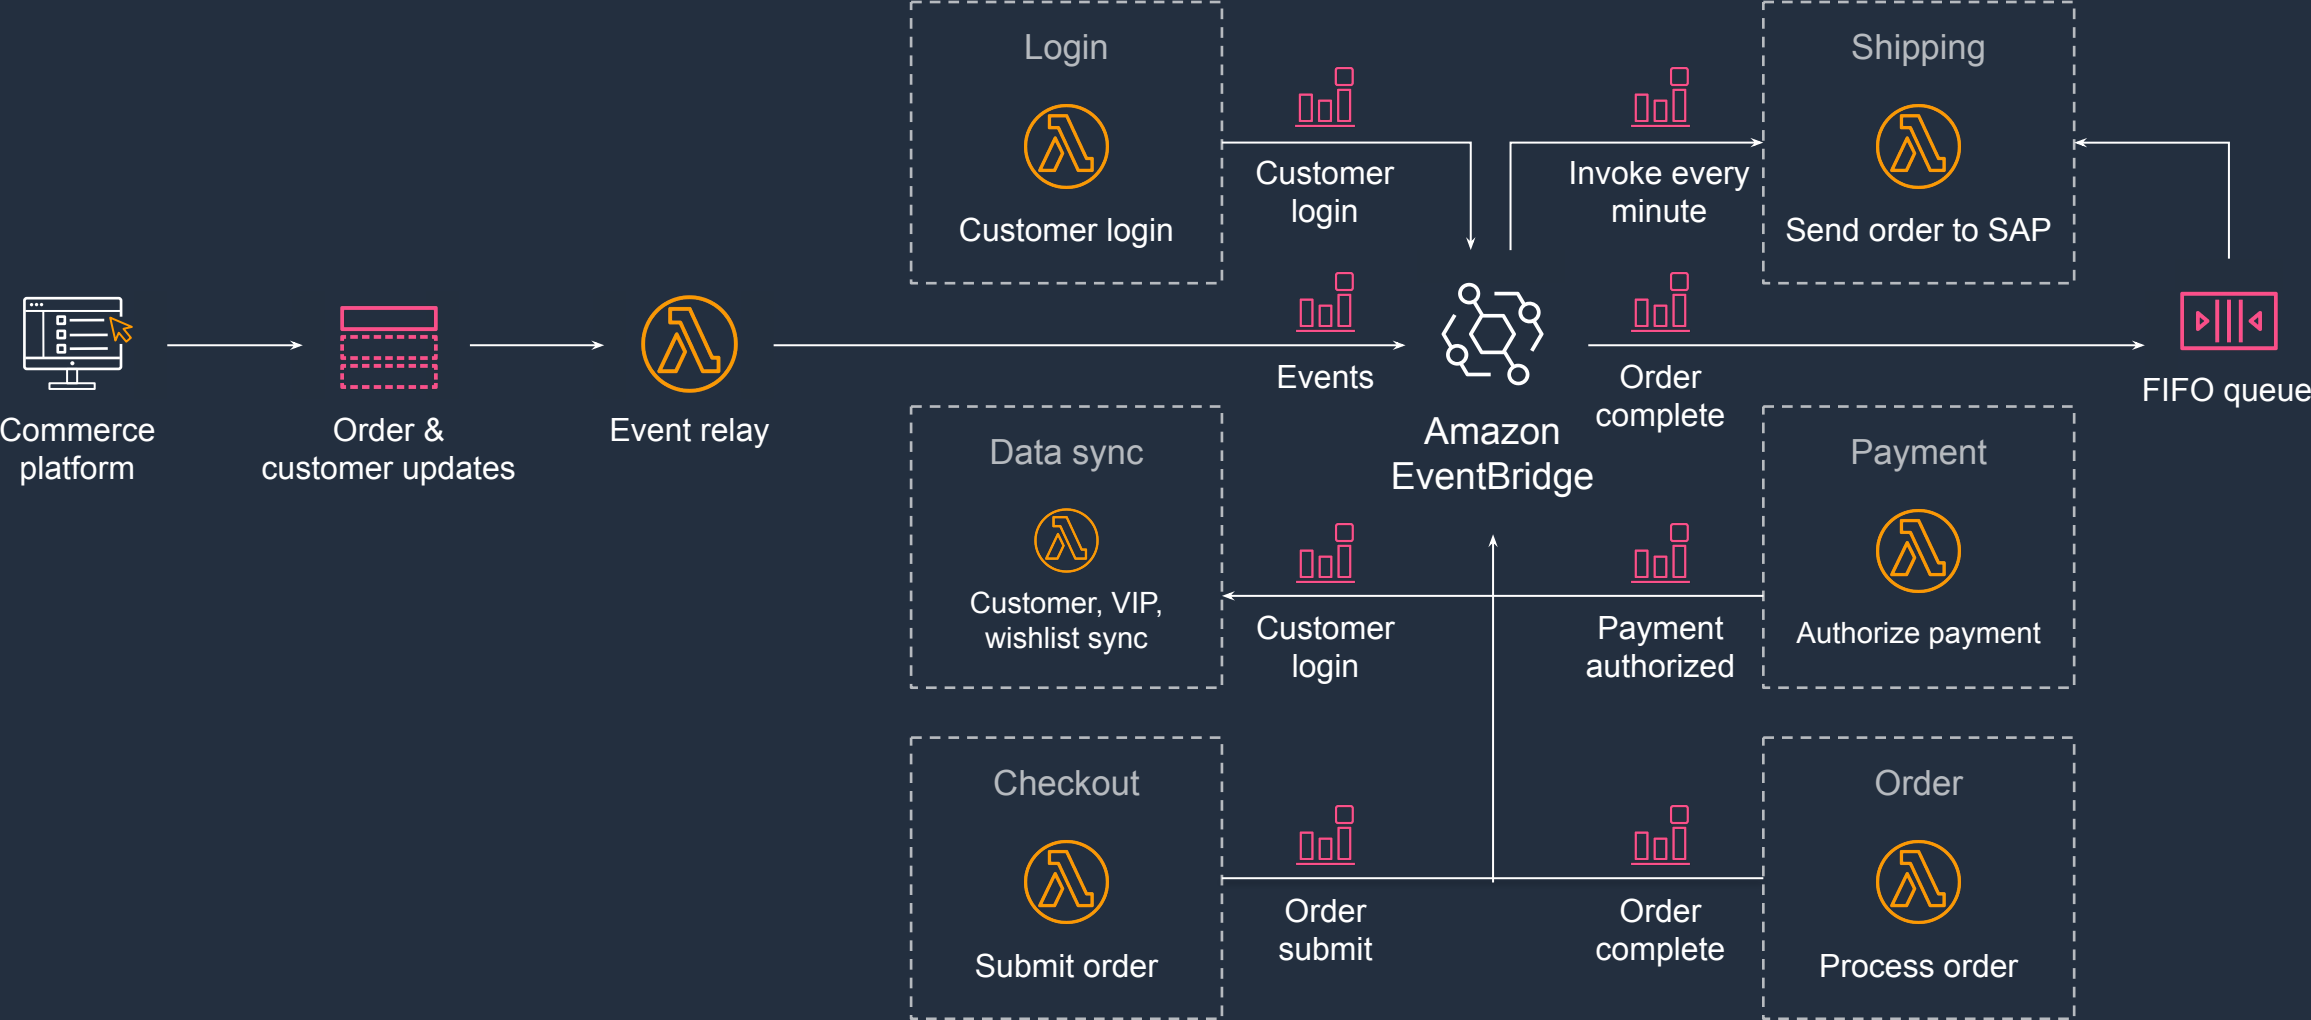 Login
Customer login
Customer
login
Invoke every
minute
Shipping
Send order to SAP
Commerce
platform
Order &
customer updates
Event relay
Events
Amazon
EventBridge
Order
complete
FIFO queue
Data sync
Customer, VIP,
wishlist sync
Customer
login
Payment
authorized
Payment
Authorize payment
Checkout
Submit order
Order
submit
Order
complete
Order
Process order